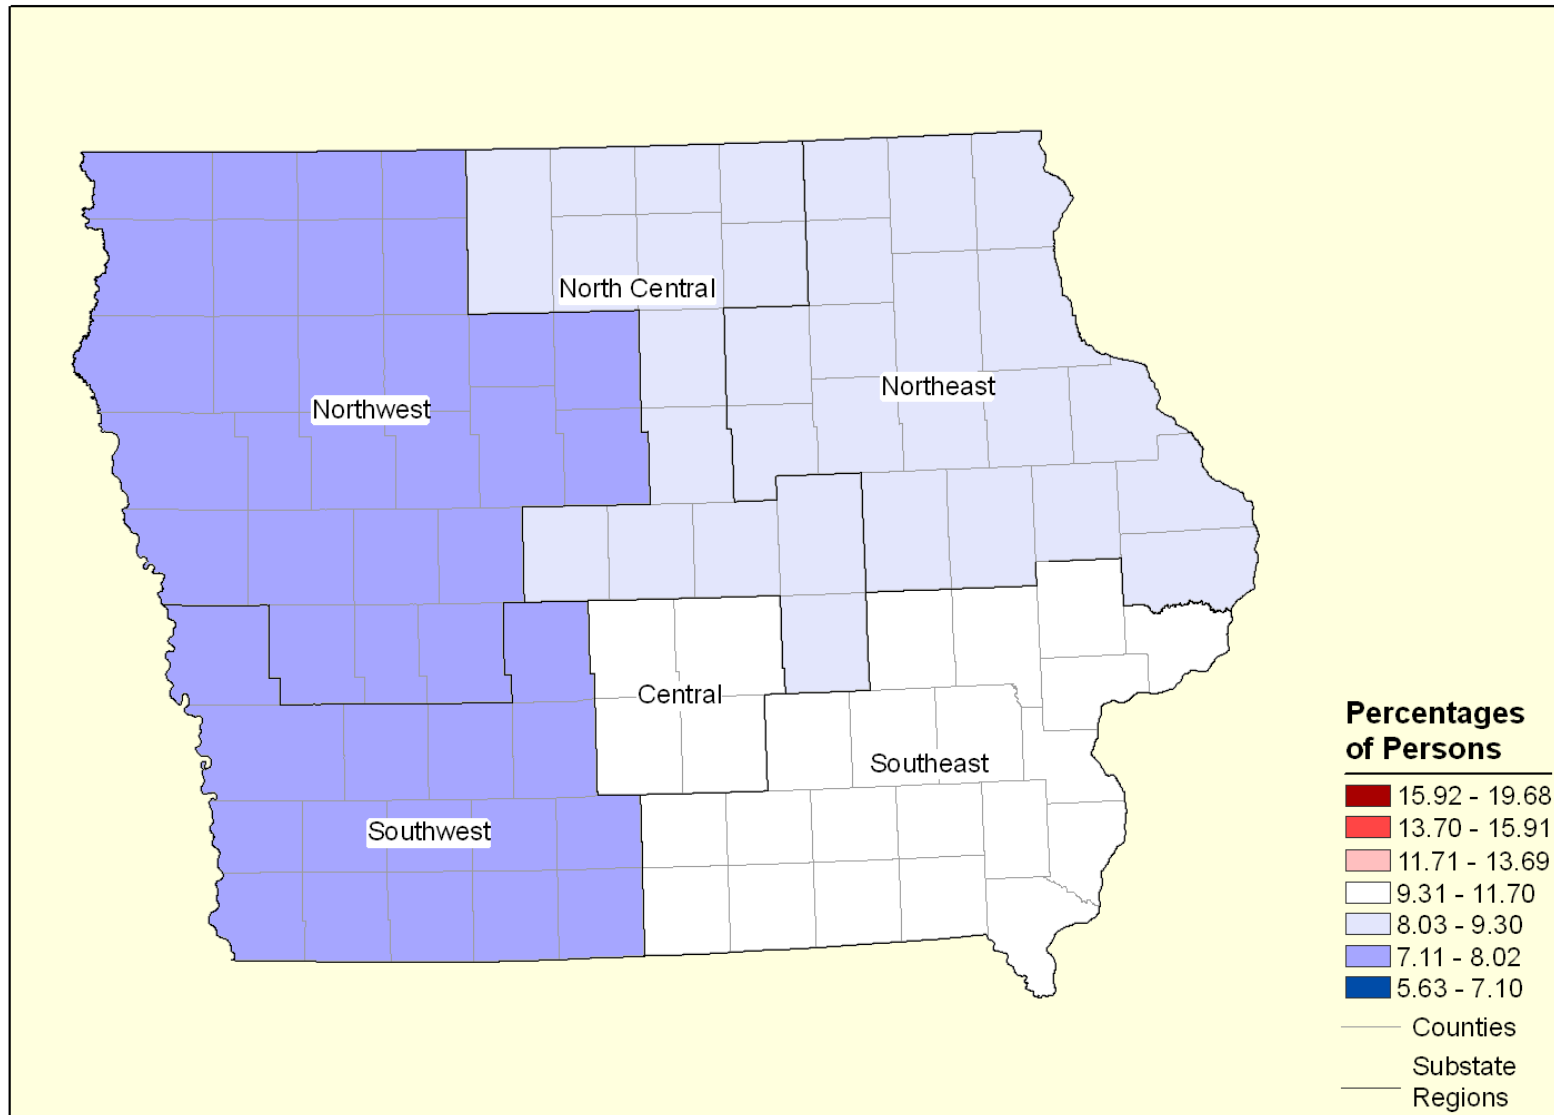 North Central
Northeast
Northwest
Central
Southeast
Southwest
Percentages
of Persons
15.92 - 19.68
13.70 - 15.91
11.71 - 13.69
9.31 - 11.70
8.03 - 9.30
7.11 - 8.02
5.63 - 7.10
Counties
Substate
Regions